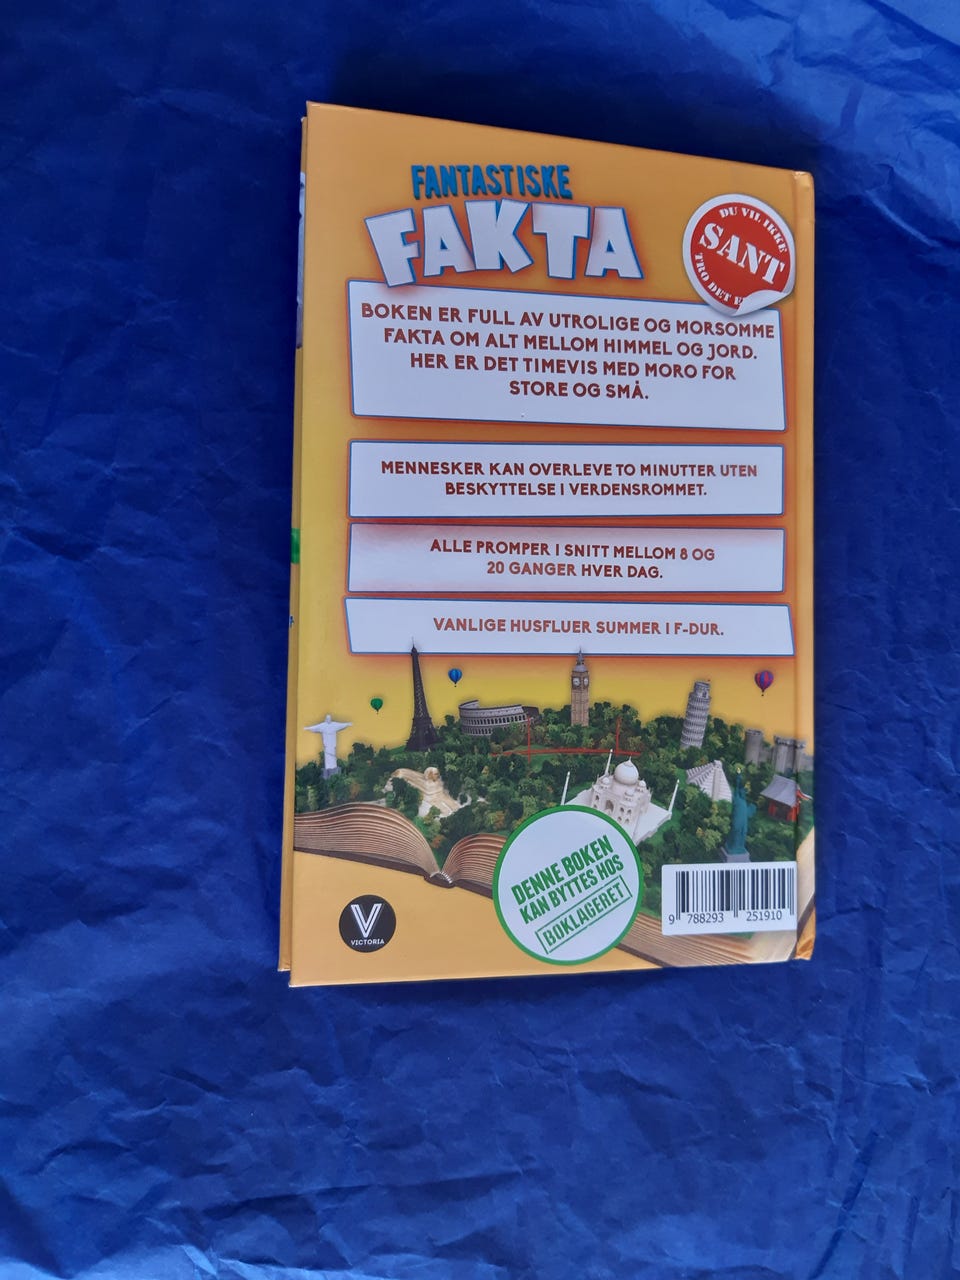 FANTASTISKE
FAKTA
DU VIL IKKE
SANT
TRO DET
BOKEN ER FULL AV UTROLIGE OG MORSOMME
FAKTA OM ALT MELLOM HIMMEL OG JORD.
HER ER DET TIMEVIS MED MORO FOR
STORE OG SMÅ.
MENNESKER KAN OVERLEVE TO MINUTTER UTEN
BESKYTTELSE I VERDENSROMMET.
ALLE PROMPER I SNITT MELLOM 8 OG
20 GANGER HVER DAG.
VANLIGE HUSFLUER SUMMER I F-DUR.
DENNE BOKEN
KAN BYTTES HOS
BOKLAGERET
V
VICTORIA
9 788293 251910